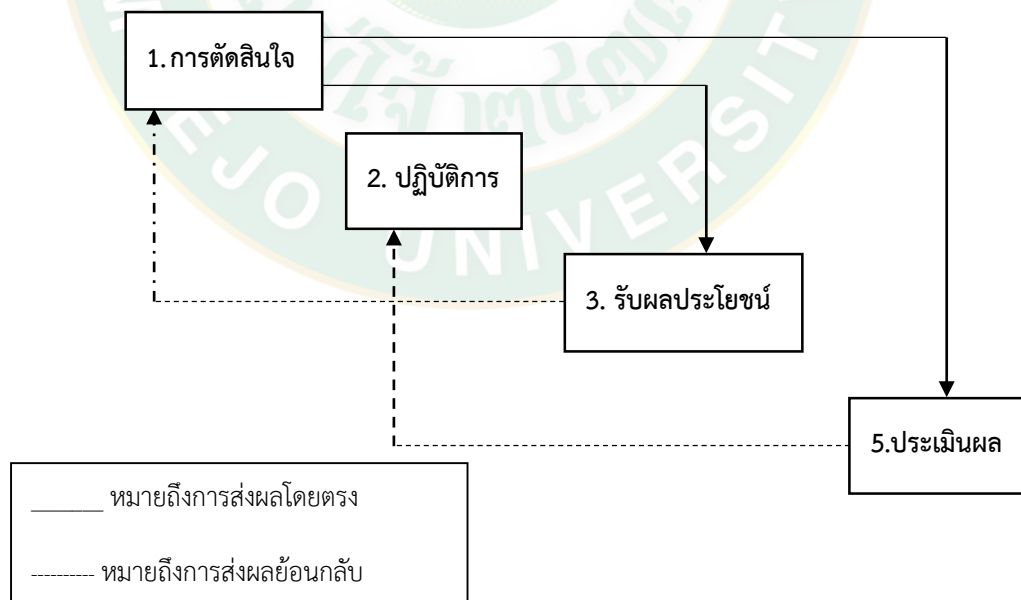 1. การตัดสินใจ
2. ปฏิบัติการ
3. รับผลประโยชน์
5.ประเมินผล
______ หมายถึงการส่งผลโดยตรง
---------- หมายถึงการส่งผลย้อนกลับ
EJO UNIVERSIT